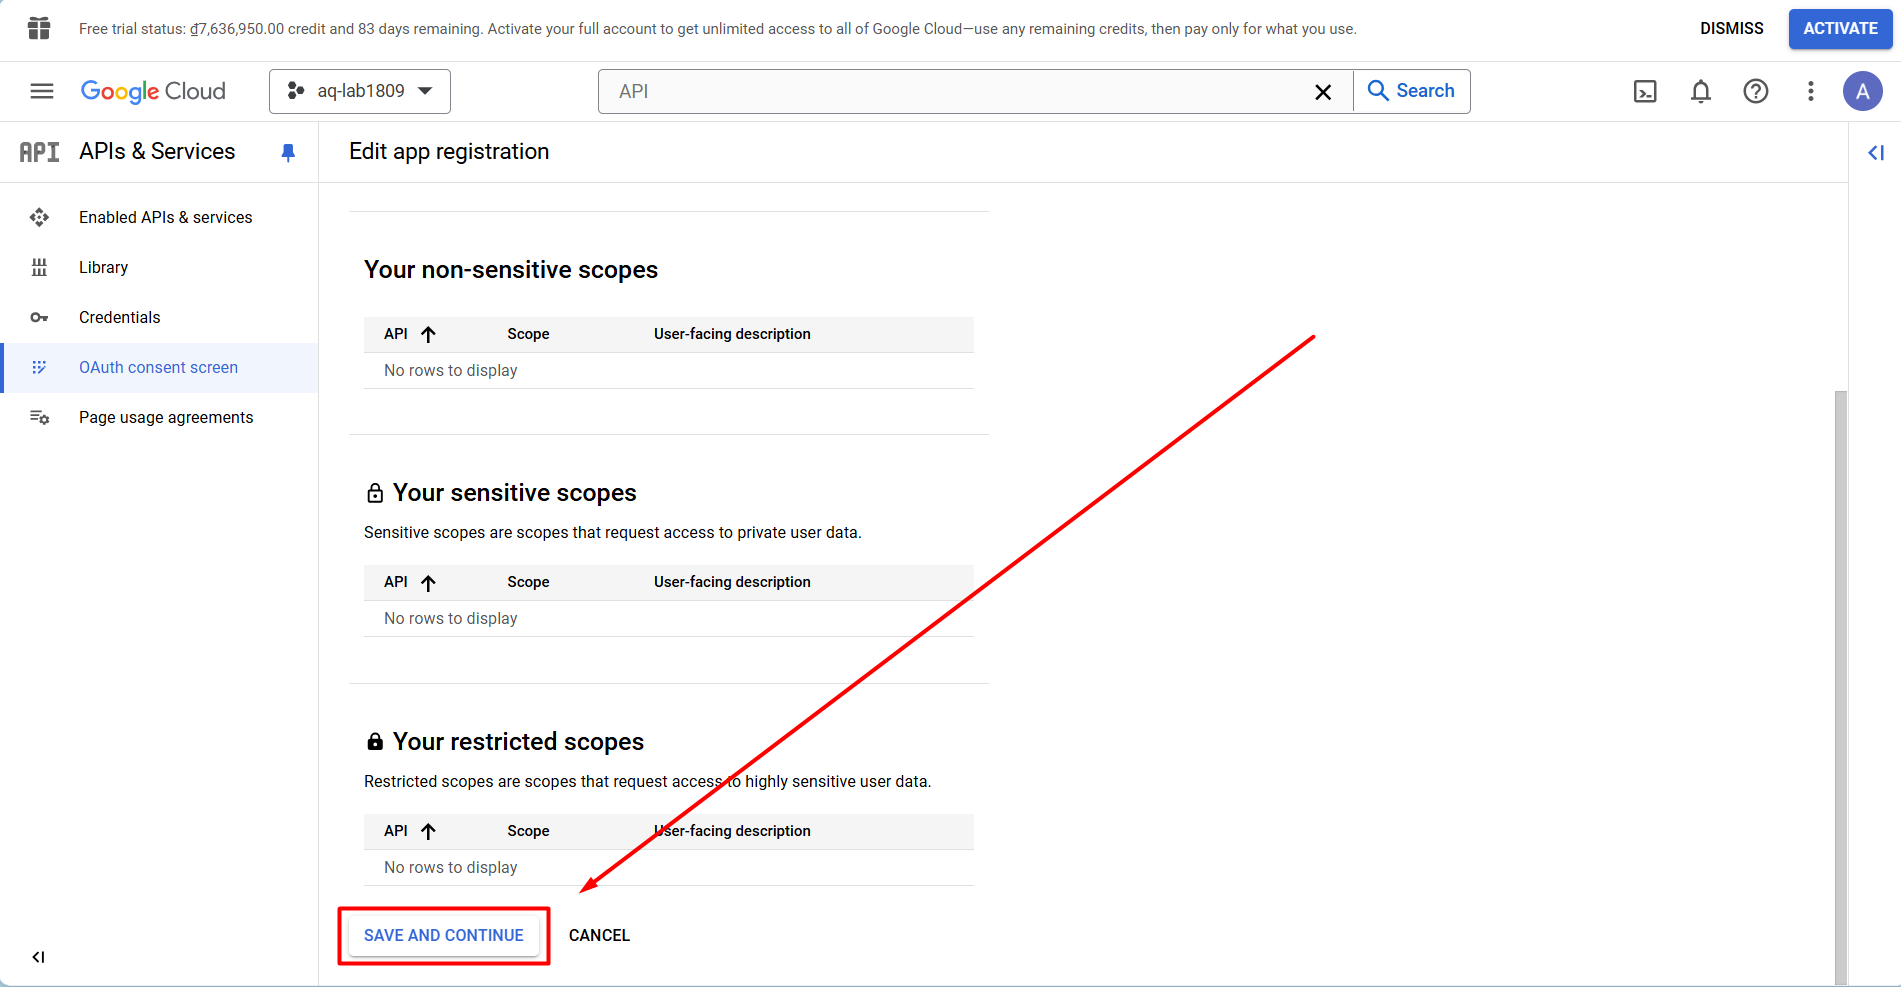 Free trial status: ₫7,636,950.00 credit and 83 days remaining. Activate your full account to get unlimited access to all of Google Cloud—use any remaining credits, then pay only for what you use.
DISMISS
ACTIVATE
Google Cloud
aq-lab1809
API
Search
A
API
APIs & Services
Edit app registration
Enabled APIs & services
Library
Credentials
OAuth consent screen
Page usage agreements
Your non-sensitive scopes
API Scope User-facing description
No rows to display
Your sensitive scopes
Sensitive scopes are scopes that request access to private user data.
API Scope User-facing description
No rows to display
Your restricted scopes
Restricted scopes are scopes that request access to highly sensitive user data.
API Scope User-facing description
No rows to display
SAVE AND CONTINUE
CANCEL